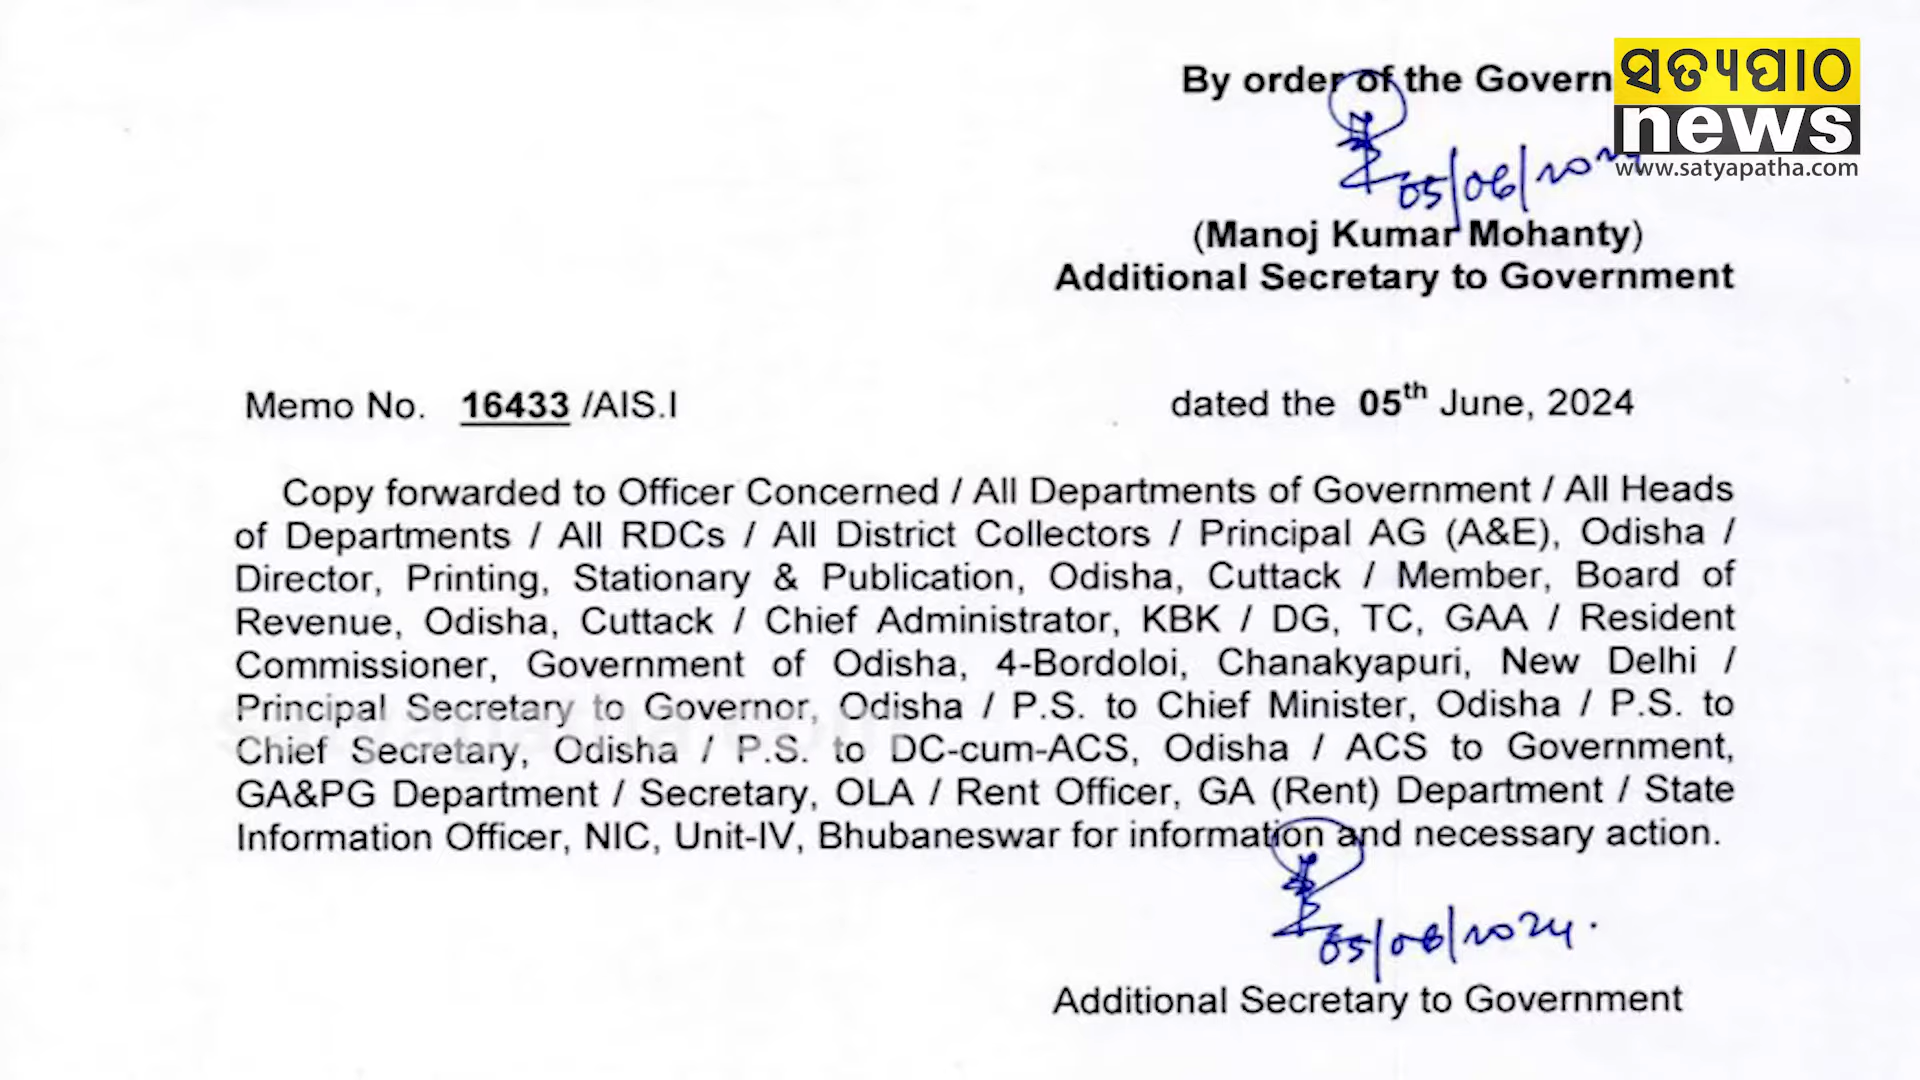 By order of the Govern
ସତ୍ୟପାଠ
news
www.satyapatha.com
05/06/202
(Manoj Kumar Mohanty)
Additional Secretary to Government
Memo No. 16433 /AIS.I dated the 05th June, 2024
Copy forwarded to Officer Concerned / All Departments of Government / All Heads
of Departments / All RDCs / All District Collectors / Principal AG (A&E), Odisha /
Director, Printing, Stationary & Publication, Odisha, Cuttack / Member, Board of
Revenue, Odisha, Cuttack / Chief Administrator, KBK / DG, TC, GAA / Resident
Commissioner, Government of Odisha, 4-Bordoloi, Chanakyapuri, New Delhi /
Principal Secretary to Governor, Odisha / P.S. to Chief Minister, Odisha / P.S. to
Chief Secretary, Odisha / P.S. to DC-cum-ACS, Odisha / ACS to Government,
GA&PG Department / Secretary, OLA / Rent Officer, GA (Rent) Department / State
Information Officer, NIC, Unit-IV, Bhubaneswar for information and necessary action.
05/06/2024.
Additional Secretary to Government